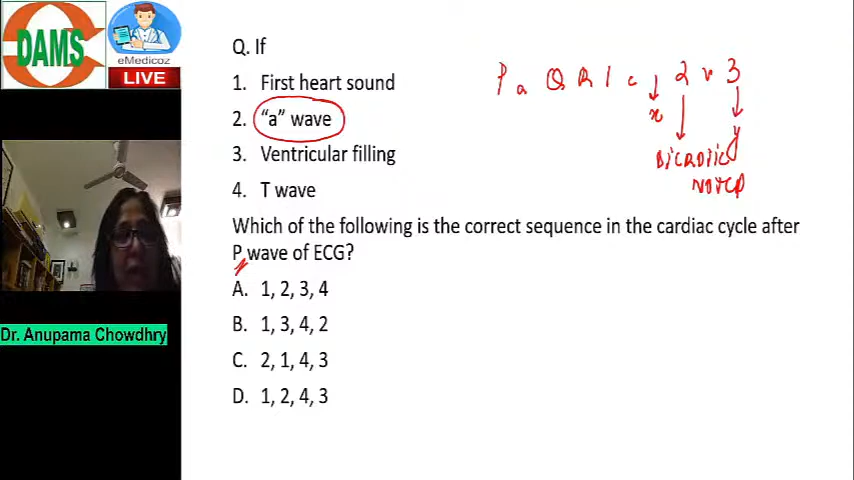 DAMS
eMedicoz
LIVE
Q. If
1. First heart sound
2. "a" wave
3. Ventricular filling
4. T wave
Which of the following is the correct sequence in the cardiac cycle after
P wave of ECG?
A. 1, 2, 3, 4
B. 1, 3, 4, 2
C. 2, 1, 4, 3
D. 1, 2, 4, 3
P a Q R 1 c 2 v 3
x y
DICROTIC
NOTCH
Dr. Anupama Chowdhry